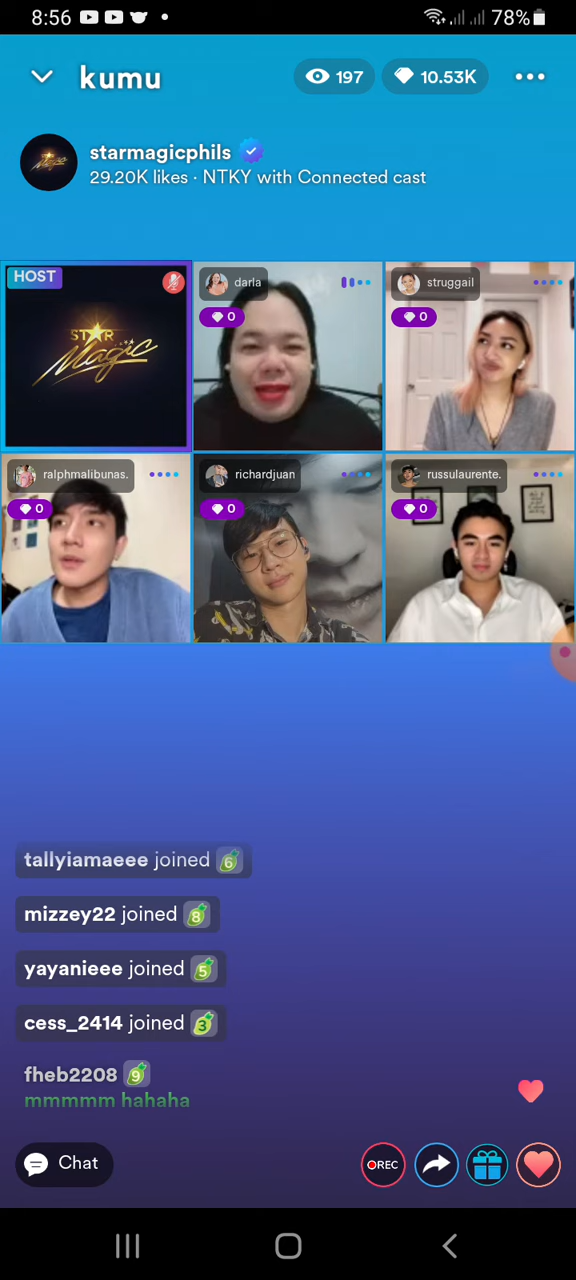 8:56
78%
kumu
197
10.53K
starmagicphils
29.20K likes · NTKY with Connected cast
HOST
STAR
Magic
darla
0
struggail
0
ralphmalibunas.
0
richardjuan
0
russulaurente.
0
tallyiamaeee joined 6
mizzey22 joined 8
yayanieee joined 5
cess_2414 joined 3
fheb2208 9
mmmmm hahaha
Chat
REC